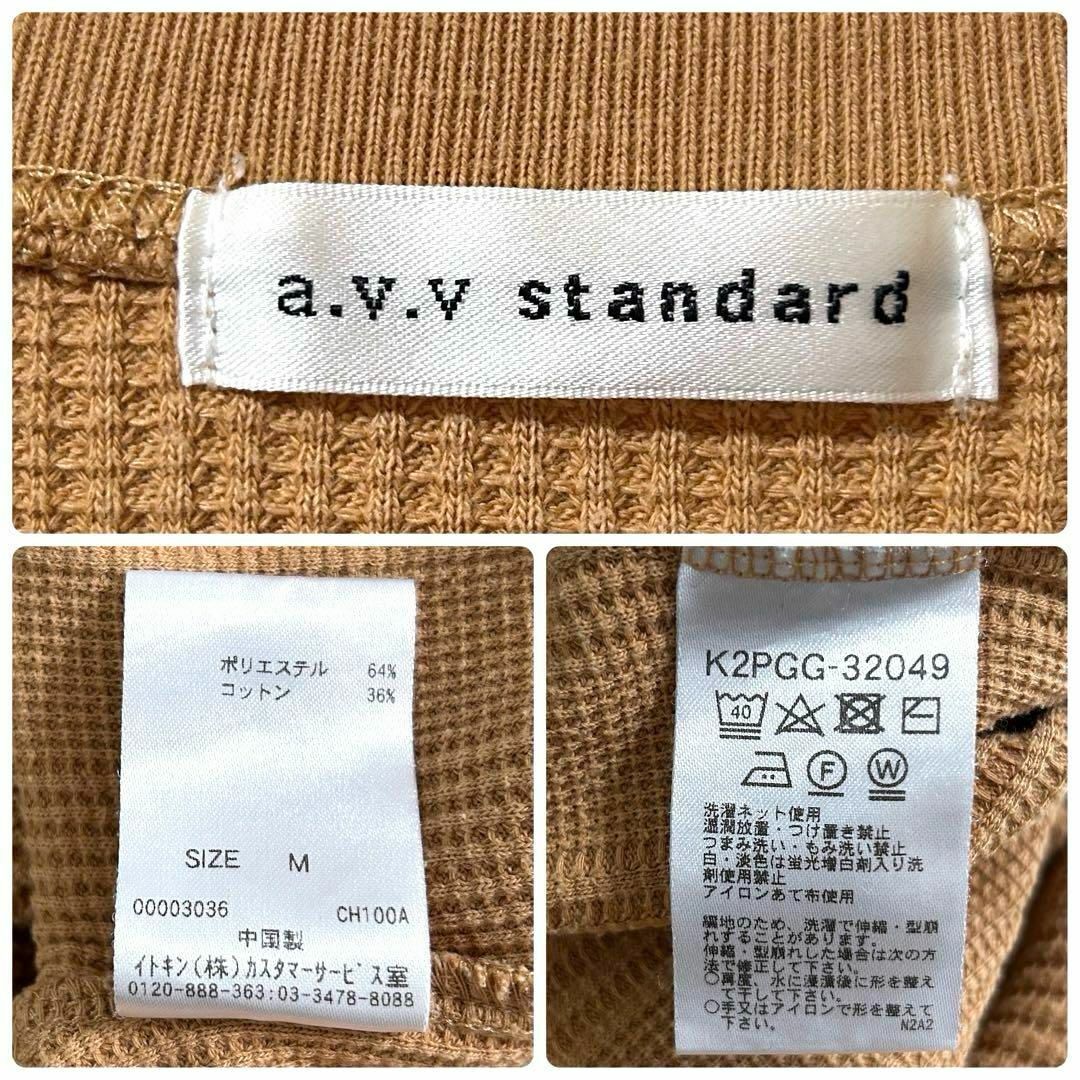 a.v.v standard
ポリエステル 64%
コットン 36%
SIZE M
00003036 CH100A
中国製
イトキン(株)カスタマーサービス室
0120-888-363:03-3478-8088
K2PGG-32049
40
F W
洗濯ネット使用
湿潤放置・つけ置き禁止
つまみ洗い・もみ洗い禁止
白・淡色は蛍光増白剤入り洗
剤使用禁止
アイロンあて布使用
編地のため、洗濯で伸縮・型崩
れすることがあります。
伸縮・型崩れした場合は次の方
法で修正して下さい。
○再度、水に浸漬後に形を整え
て干して下さい。
○手又はアイロンで形を整えて
下さい。 N2A2